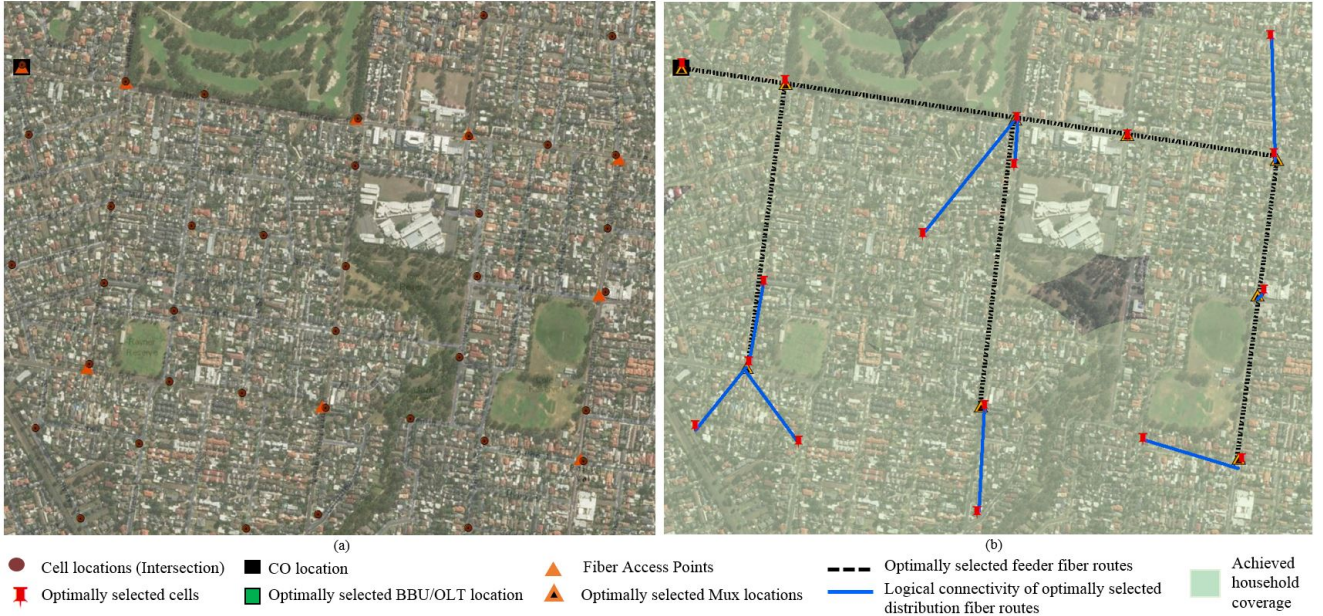 (a)
(b)
Cell locations (Intersection)
CO location
Fiber Access Points
Optimally selected feeder fiber routes
Achieved
household
coverage
Optimally selected cells
Optimally selected BBU/OLT location
Optimally selected Mux locations
Logical connectivity of optimally selected
distribution fiber routes